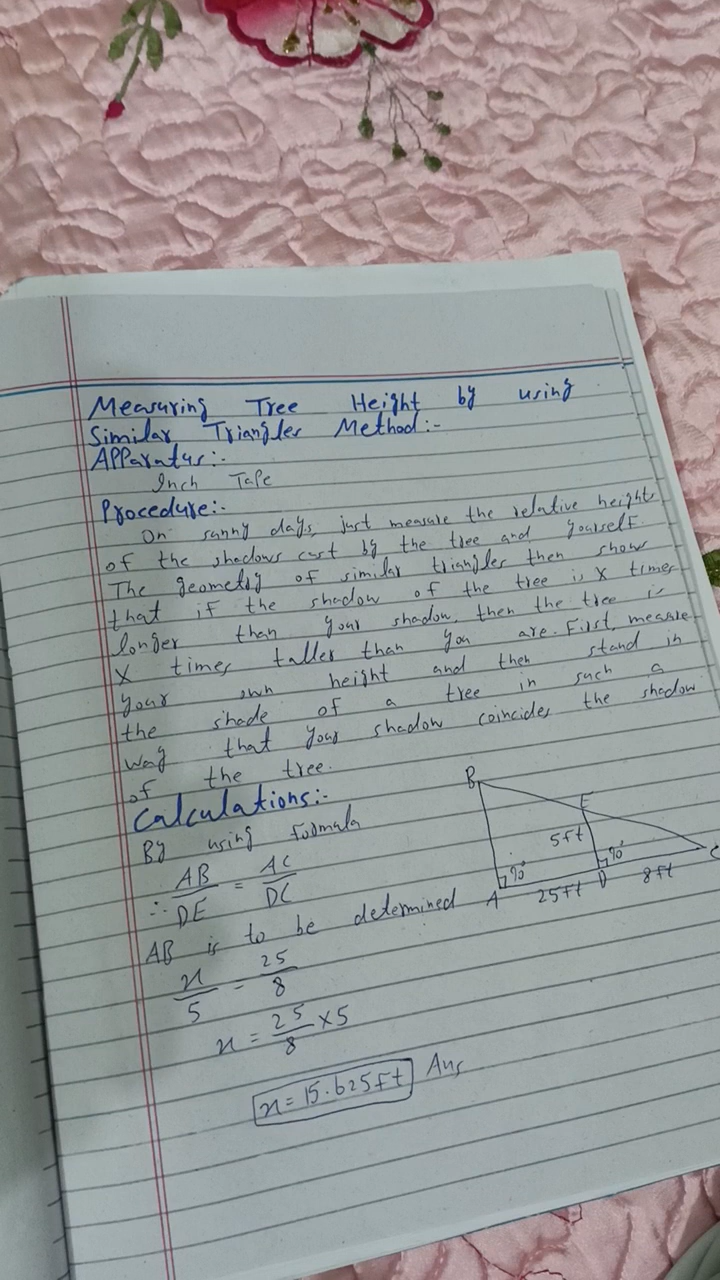 Measuring Tree Height by using
Similar Triangles Method:-
Apparatus:-
Inch Tape
Procedure:-
On sunny days, just measure the relative heights
of the shadows cast by the tree and yourself.
The geometry of similar triangles then shows
that if the shadow of the tree is X times
longer than your shadow, then the tree is
X times taller than you are. First measure
your own height and then stand in
the shade of a tree in such a
way that your shadow coincides the shadow
of the tree.
Calculations:-
By using formula
∴ AB/DE = AC/DC
B
E
5ft
90°
90°
A
25ft
D
8ft
C
AB is to be determined
x/5 = 25/8
x = 25/8 ×5
x = 15.625ft Ans